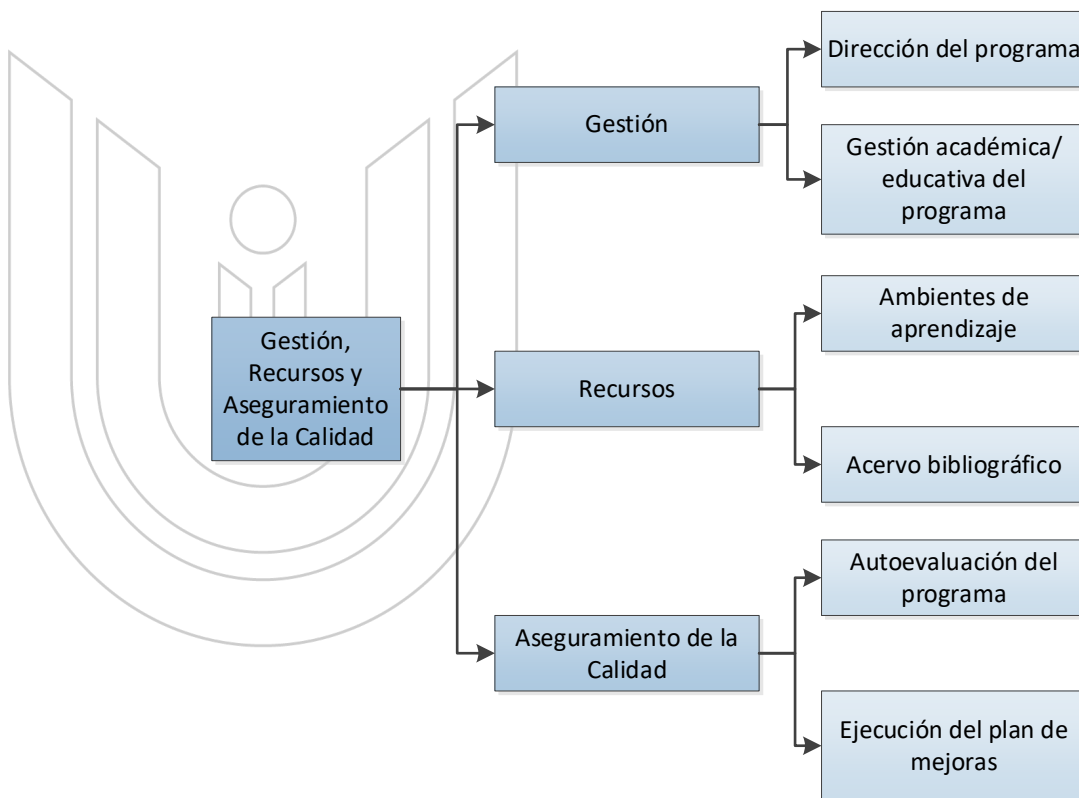 Dirección del programa
Gestión
Gestión académica/
educativa del
programa
Ambientes de
aprendizaje
Gestión,
Recursos y
Aseguramiento
de la Calidad
Recursos
Acervo bibliográfico
Autoevaluación del
programa
Aseguramiento de la
Calidad
Ejecución del plan de
mejoras